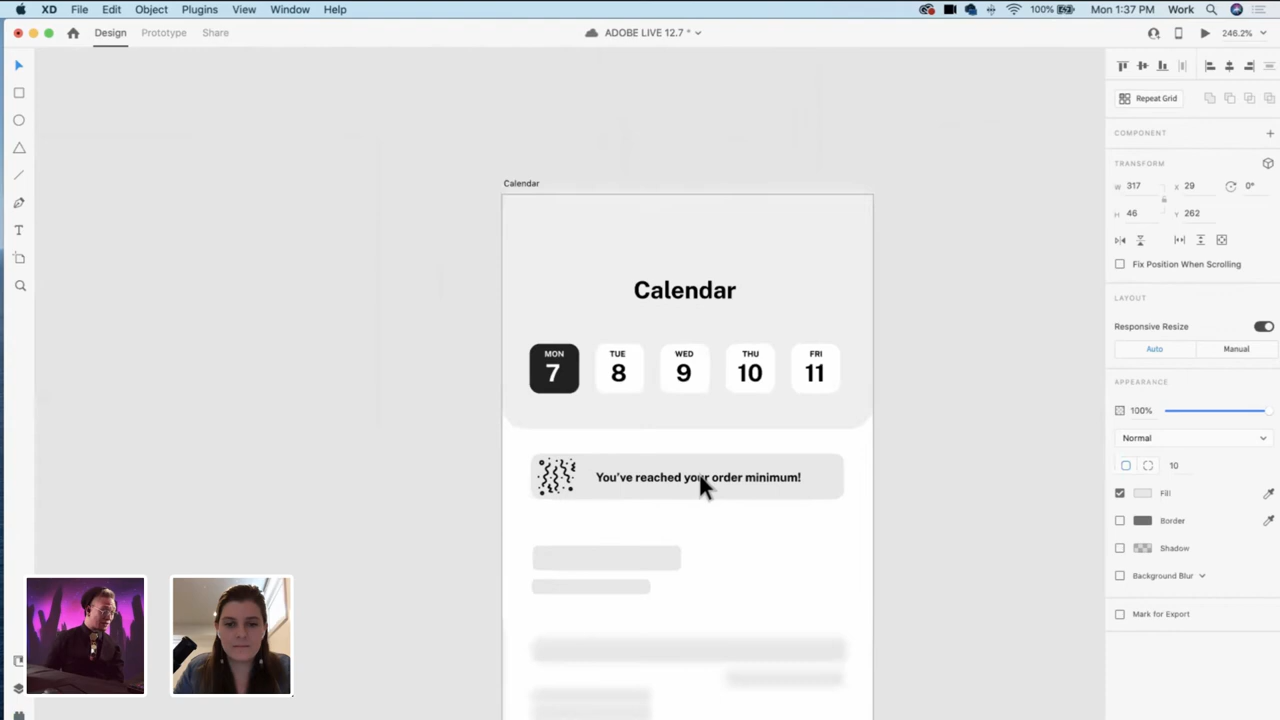 XD File Edit Object Plugins View Window Help 100% Mon 1:37 PM Work
Design Prototype Share ADOBE LIVE 12.7 * 246.2%
Repeat Grid
COMPONENT
TRANSFORM
W 317 X 29 0°
H 46 Y 262
Fix Position When Scrolling
LAYOUT
Responsive Resize
Auto Manual
APPEARANCE
100%
Normal
10
Fill
Border
Shadow
Background Blur
Mark for Export
T
Calendar
Calendar
MON TUE WED THU FRI
7 8 9 10 11
You've reached your order minimum!